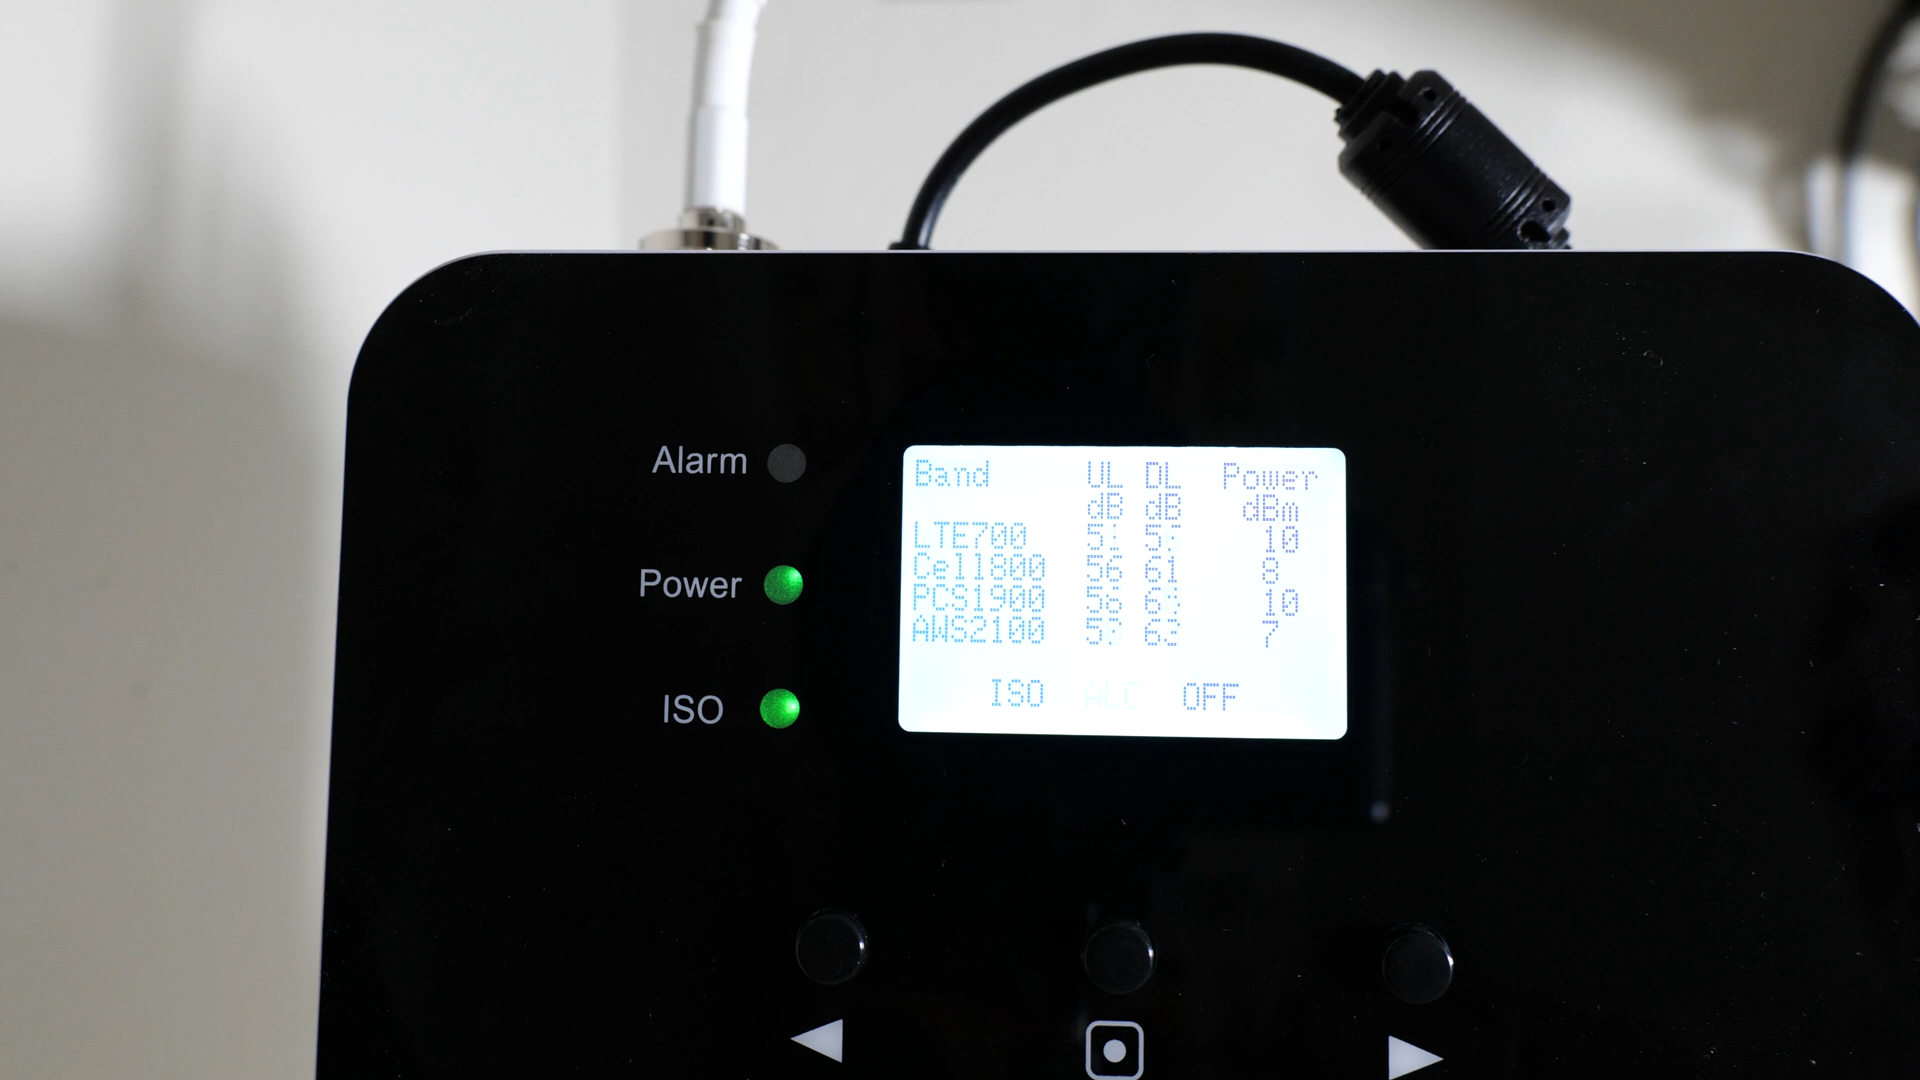 Alarm
Power
ISO
Band UL DL Power
dB dB dBm
LTE700 10
Cell800 56 61 8
PCS1900 10
AWS2100 7
ISO ALC OFF